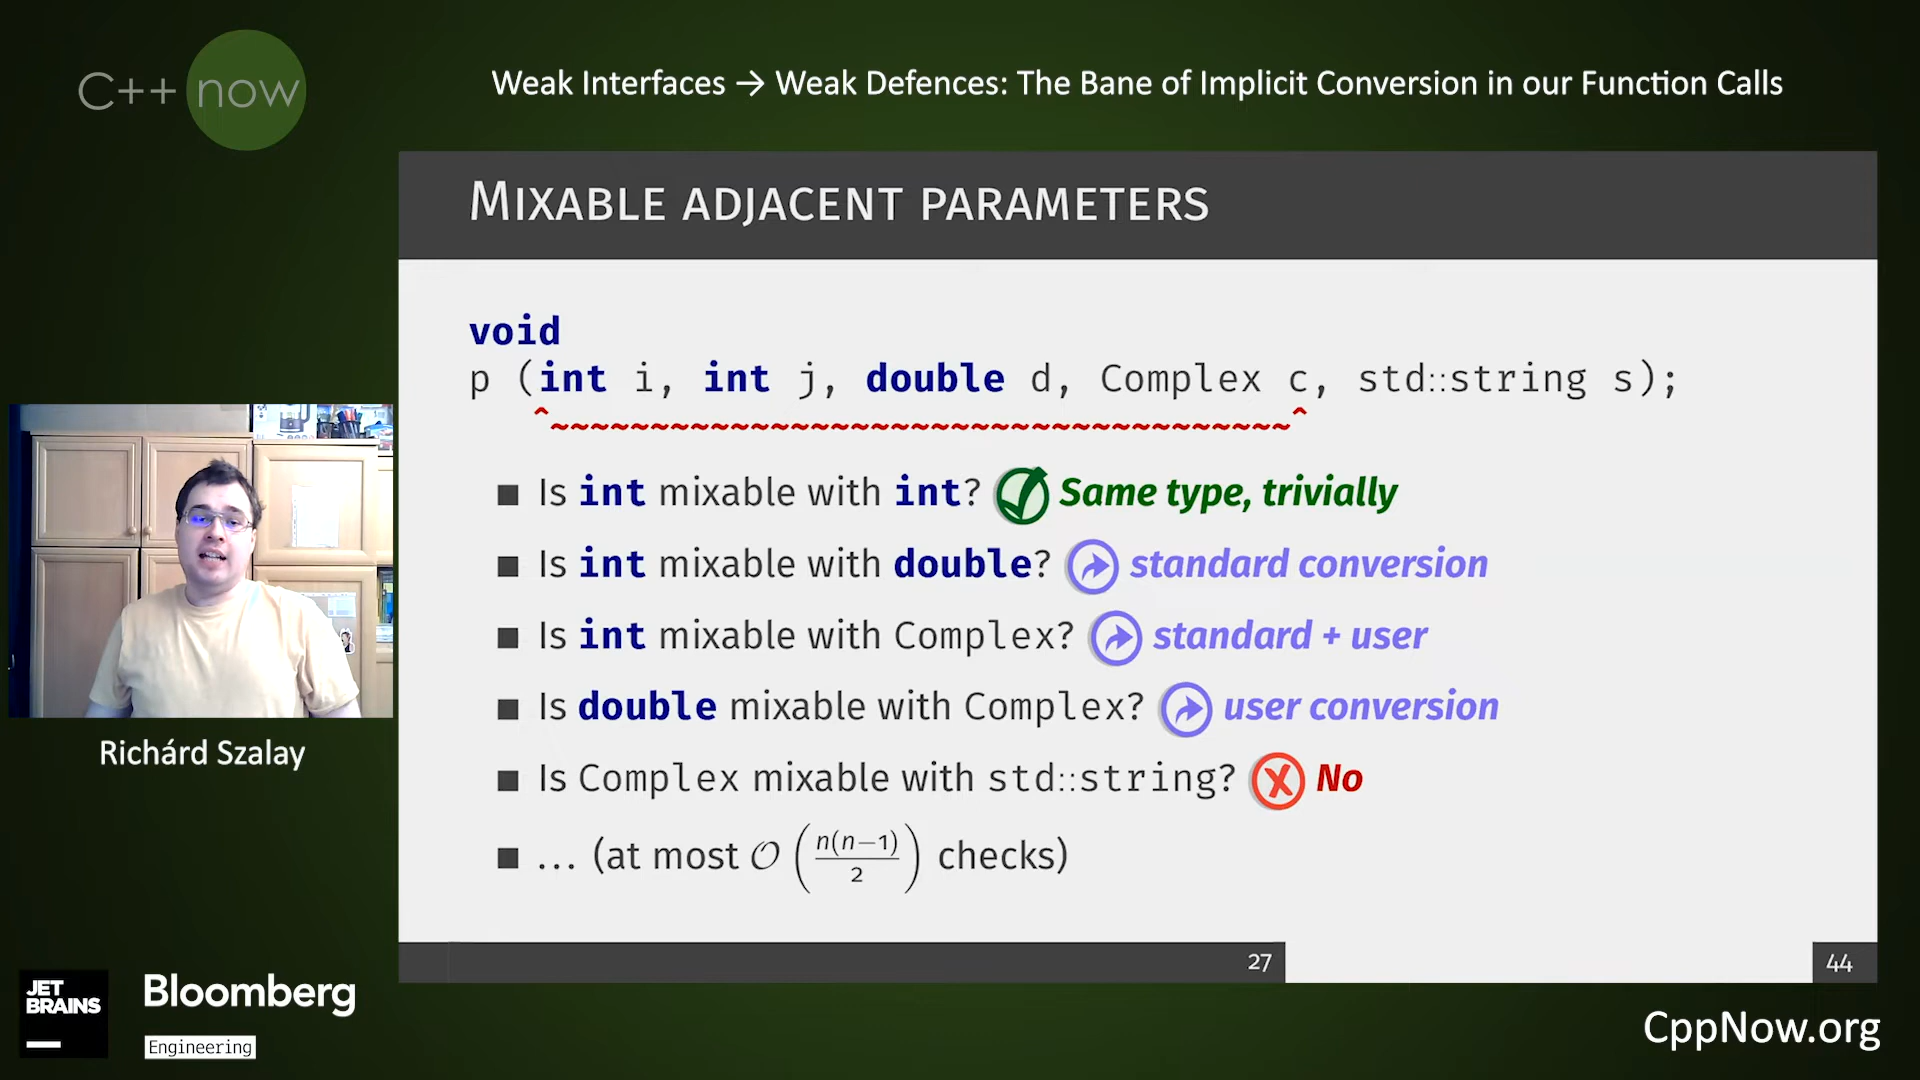 C++ now
Weak Interfaces → Weak Defences: The Bane of Implicit Conversion in our Function Calls
MIXABLE ADJACENT PARAMETERS
void
p (int i, int j, double d, Complex c, std::string s);
^~~~~~~~~~~~~~~~~~~~~~~~~~~~~~~~~~~~~~^
■ Is int mixable with int? Same type, trivially
■ Is int mixable with double? standard conversion
■ Is int mixable with Complex? standard + user
■ Is double mixable with Complex? user conversion
■ Is Complex mixable with std::string? X No
■ ... (at most 𝒪 (n(n−1)/2) checks)
27
44
Richárd Szalay
JET
BRAINS
Bloomberg
Engineering
CppNow.org